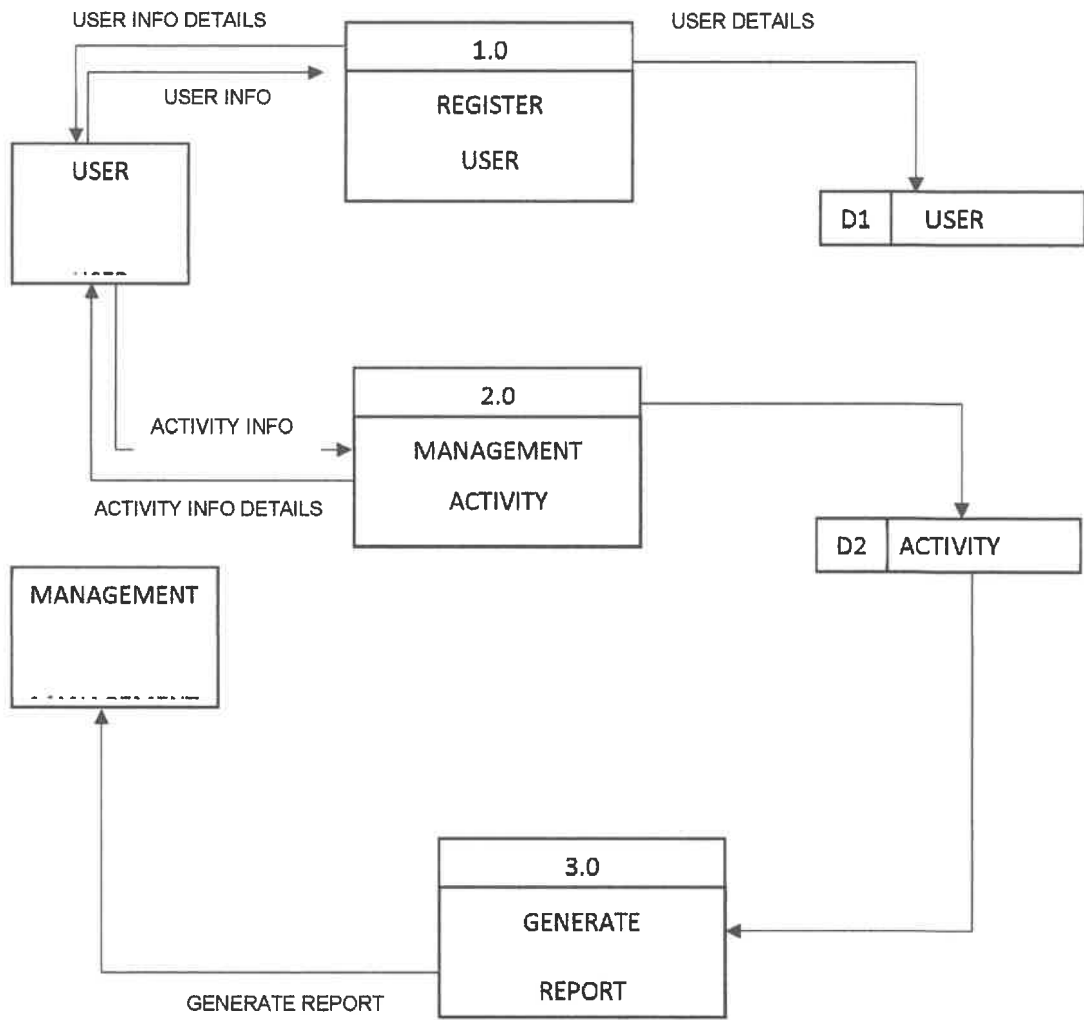 USER INFO DETAILS
USER DETAILS
1.0
USER INFO
REGISTER
USER
USER
D1 USER
2.0
ACTIVITY INFO
MANAGEMENT
ACTIVITY
ACTIVITY INFO DETAILS
D2 ACTIVITY
MANAGEMENT
3.0
GENERATE
REPORT
GENERATE REPORT